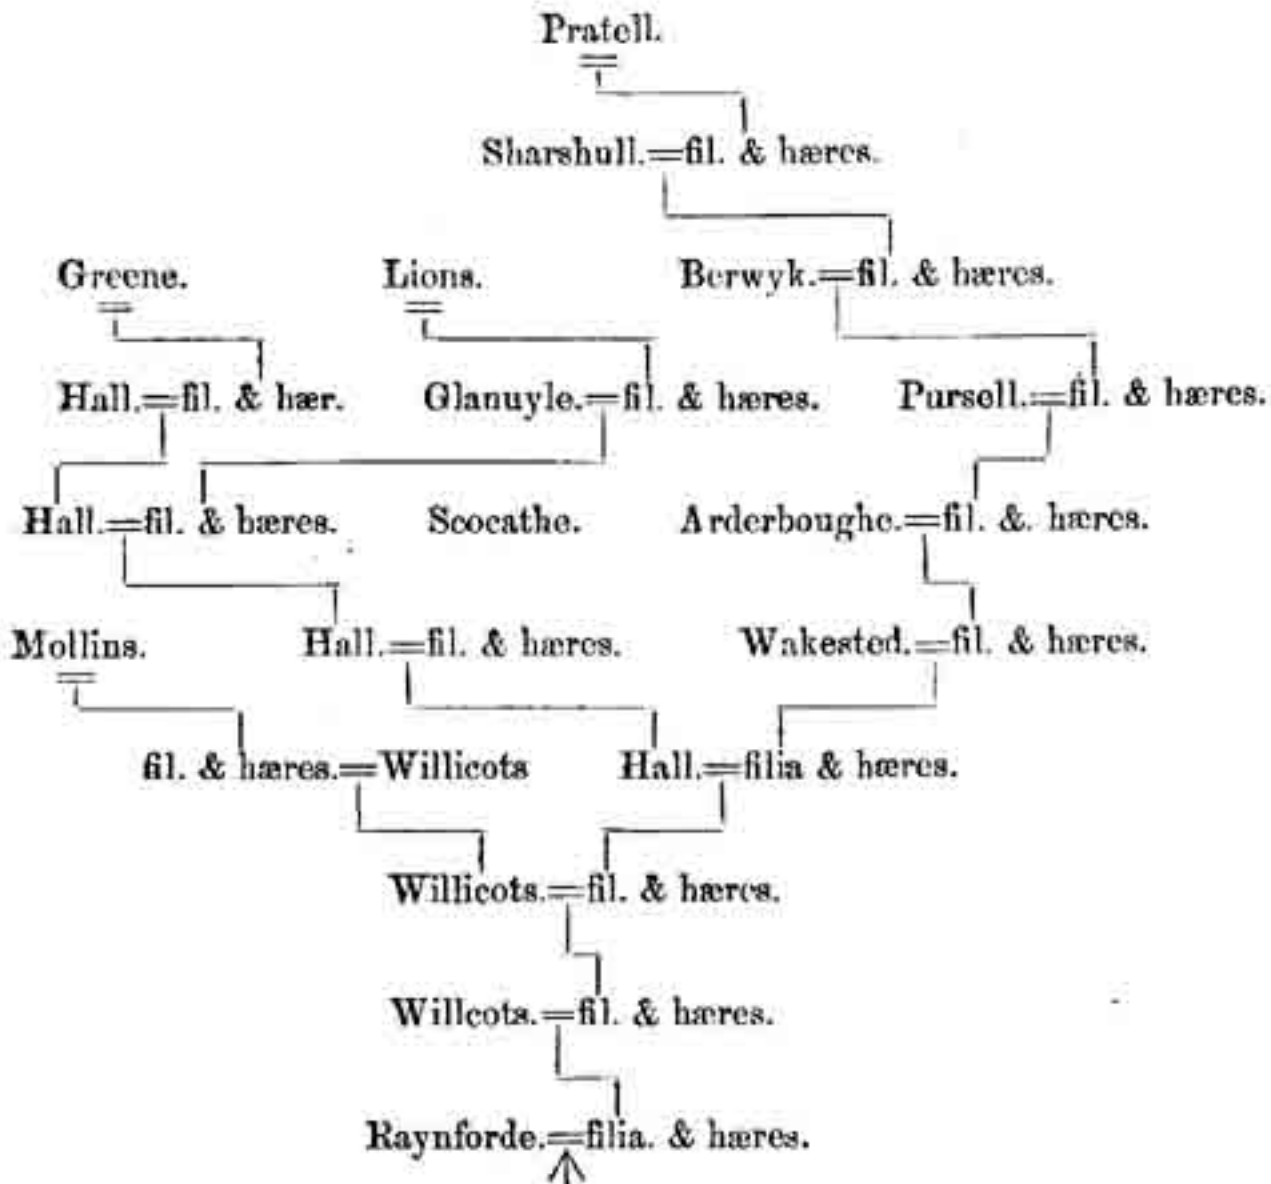 Pratell.
Sharshull.=fil. & hæres.
Greene. Lions. Berwyk.=fil. & hæres.
Hall.=fil. & hær. Glanuyle.=fil. & hæres. Pursell.=fil. & hæres.
Hall.=fil. & hæres. Scocathe. Arderboughe.=fil. &. hæres.
Mollins. Hall.=fil. & hæres. Wakested.=fil. & hæres.
fil. & hæres.=Willicots Hall.=filia & hæres.
Willicots.=fil. & hæres.
Willcots.=fil. & hæres.
Raynforde.=filia. & hæres.